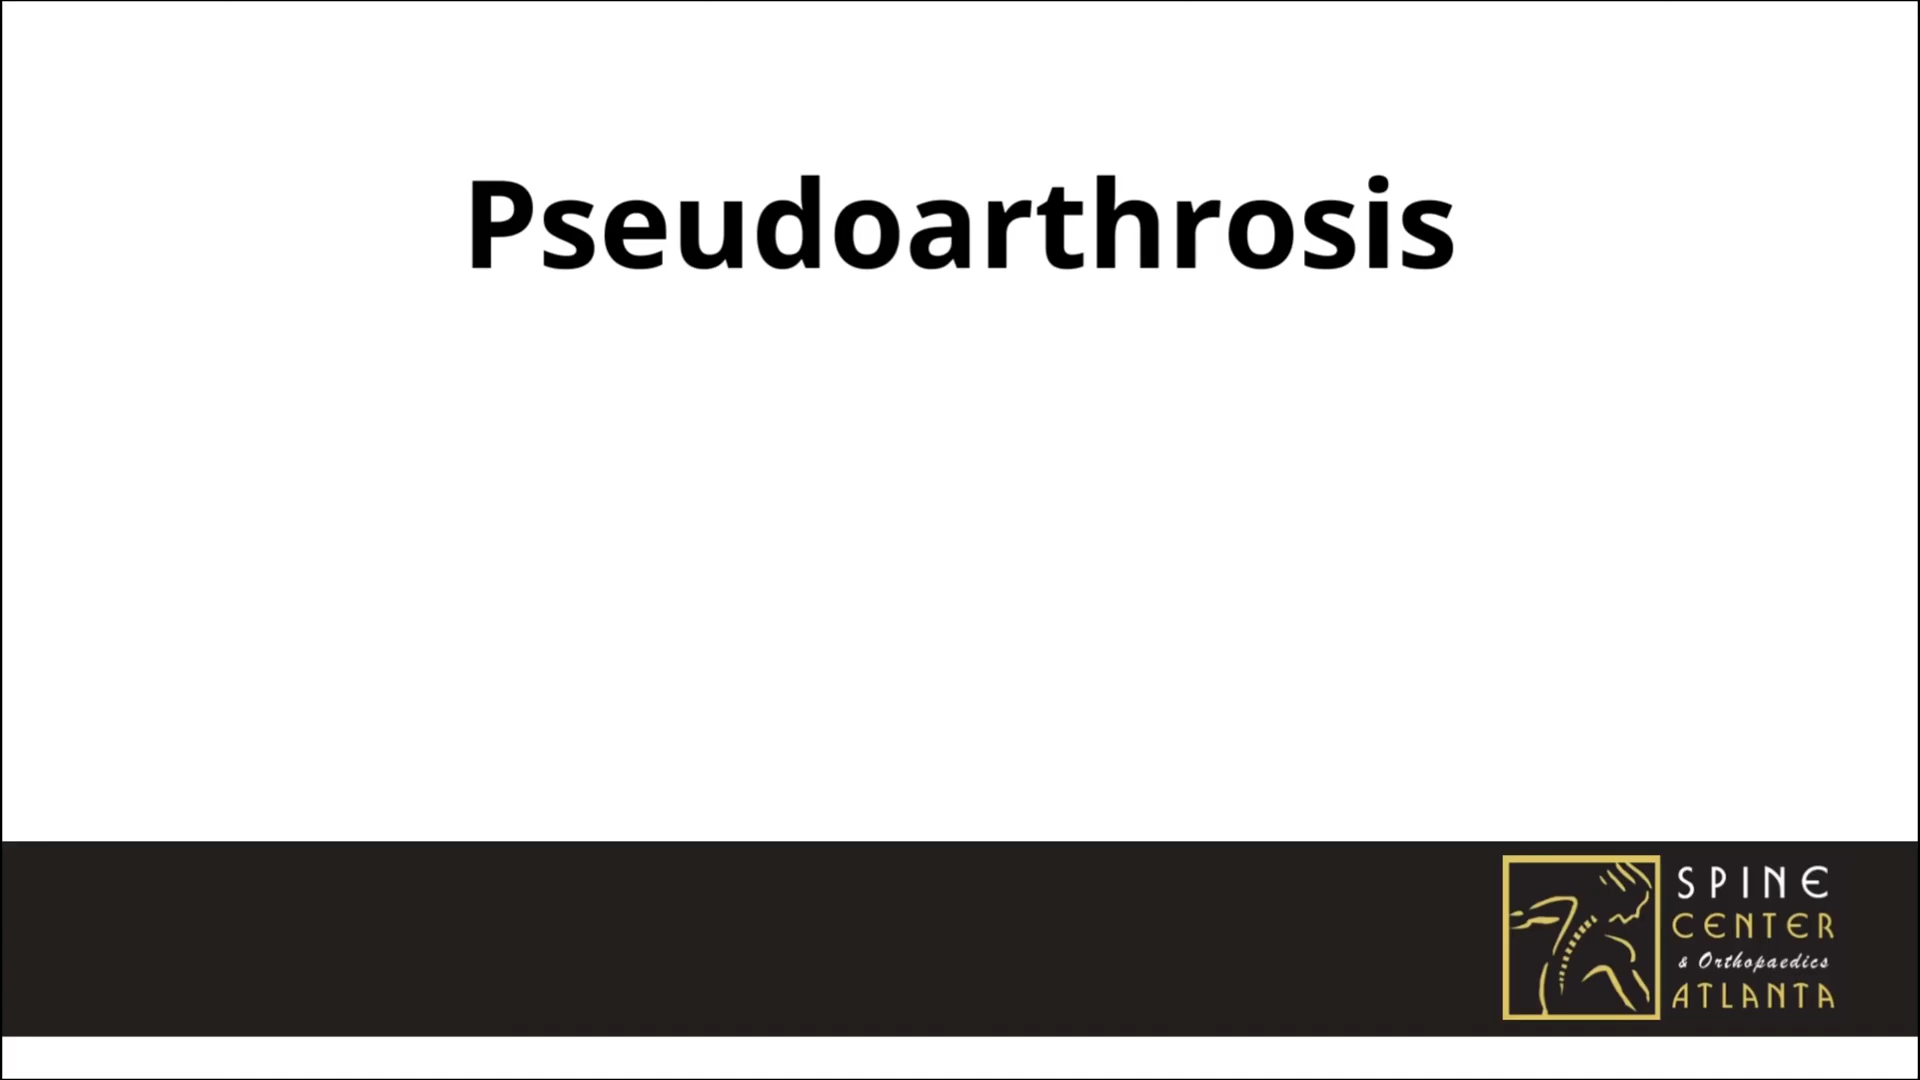 Pseudoarthrosis
SPINE
CENTER
& Orthopaedics
ATLANTA